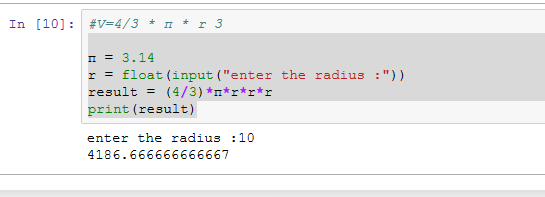 In [10]: #V=4/3 * π * r 3
π = 3.14
r = float(input("enter the radius :"))
result = (4/3)*π*r*r*r
print(result)
enter the radius :10
4186.666666666667